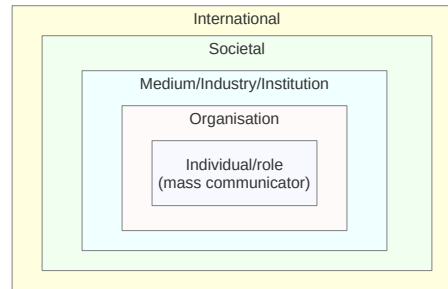 International
Societal
Medium/Industry/Institution
Organisation
Individual/role
(mass communicator)